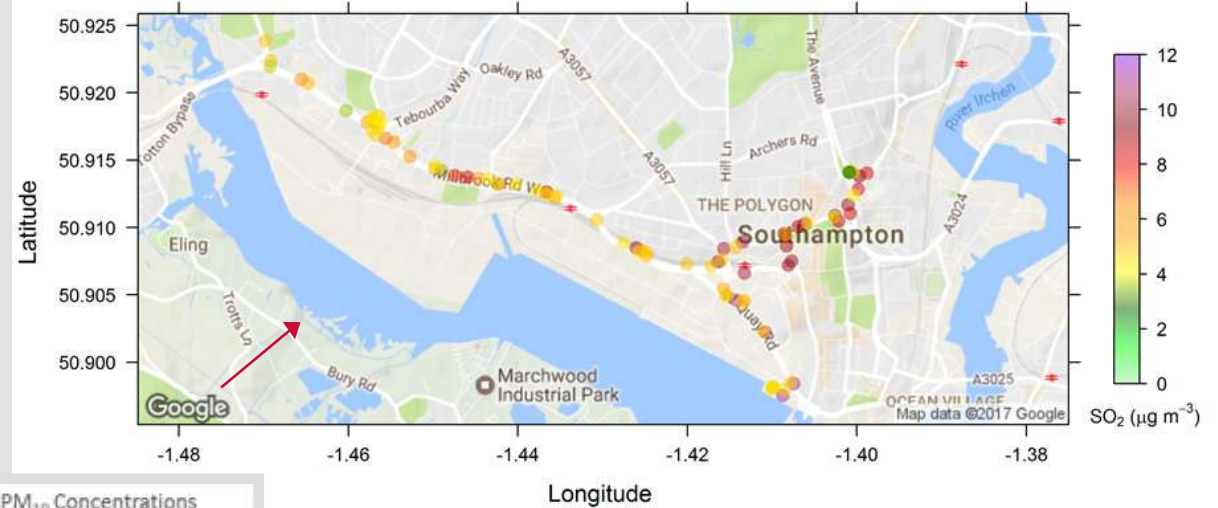 50.925
50.920
50.915
50.910
50.905
50.900
Latitude
-1.48
-1.46
-1.44
-1.42
-1.40
-1.38
Longitude
Totton Bypass
Tebourba Way
Oakley Rd
A3057
The Avenue
River Itchen
Millbrook Rd W
A3057
Hill Ln
Archers Rd
A3024
THE POLYGON
Southampton
Eling
Trotts Ln
Bury Rd
Quay Rd
Marchwood
Industrial Park
A3025
OCEAN VILLAGE
Google
Map data ©2017 Google
12
10
8
6
4
2
0
SO₂ (µg m⁻³)
PM₁₀ Concentrations